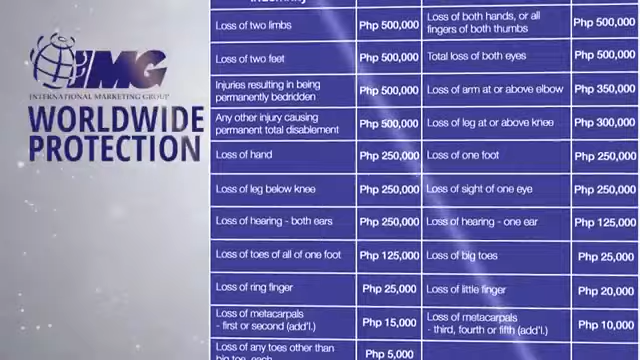 IMG
INTERNATIONAL MARKETING GROUP
WORLDWIDE
PROTECTION
Indemnity
Loss of two limbs Php 500,000 Loss of both hands, or all
fingers of both thumbs Php 500,000
Loss of two feet Php 500,000 Total loss of both eyes Php 500,000
Injuries resulting in being
permanently bedridden Php 500,000 Loss of arm at or above elbow Php 350,000
Any other injury causing
permanent total disablement Php 500,000 Loss of leg at or above knee Php 300,000
Loss of hand Php 250,000 Loss of one foot Php 250,000
Loss of leg below knee Php 250,000 Loss of sight of one eye Php 250,000
Loss of hearing - both ears Php 250,000 Loss of hearing - one ear Php 125,000
Loss of toes of all of one foot Php 125,000 Loss of big toes Php 25,000
Loss of ring finger Php 25,000 Loss of little finger Php 20,000
Loss of metacarpals
- first or second (add'l.) Php 15,000 Loss of metacarpals
- third, fourth or fifth (add'l.) Php 10,000
Loss of any toes other than
big toe, each Php 5,000